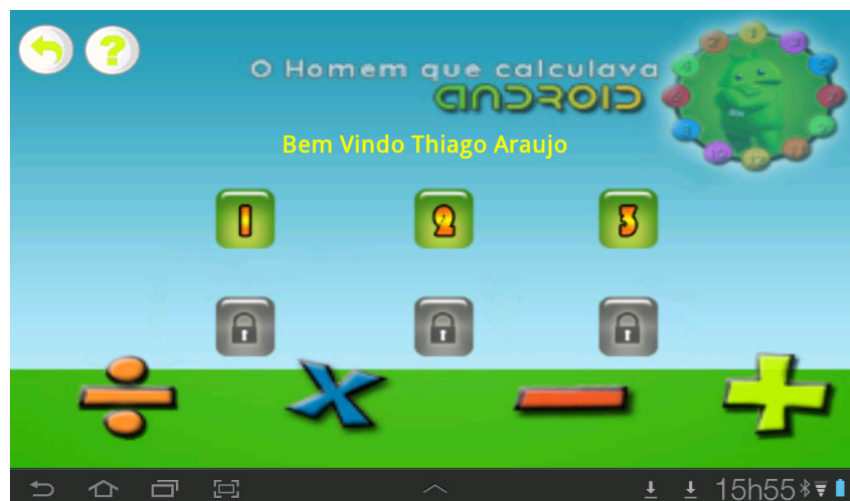 ?
O Homem que calculava
ANDROID
Bem Vindo Thiago Araujo
1 2 3
÷ x − +
15h55